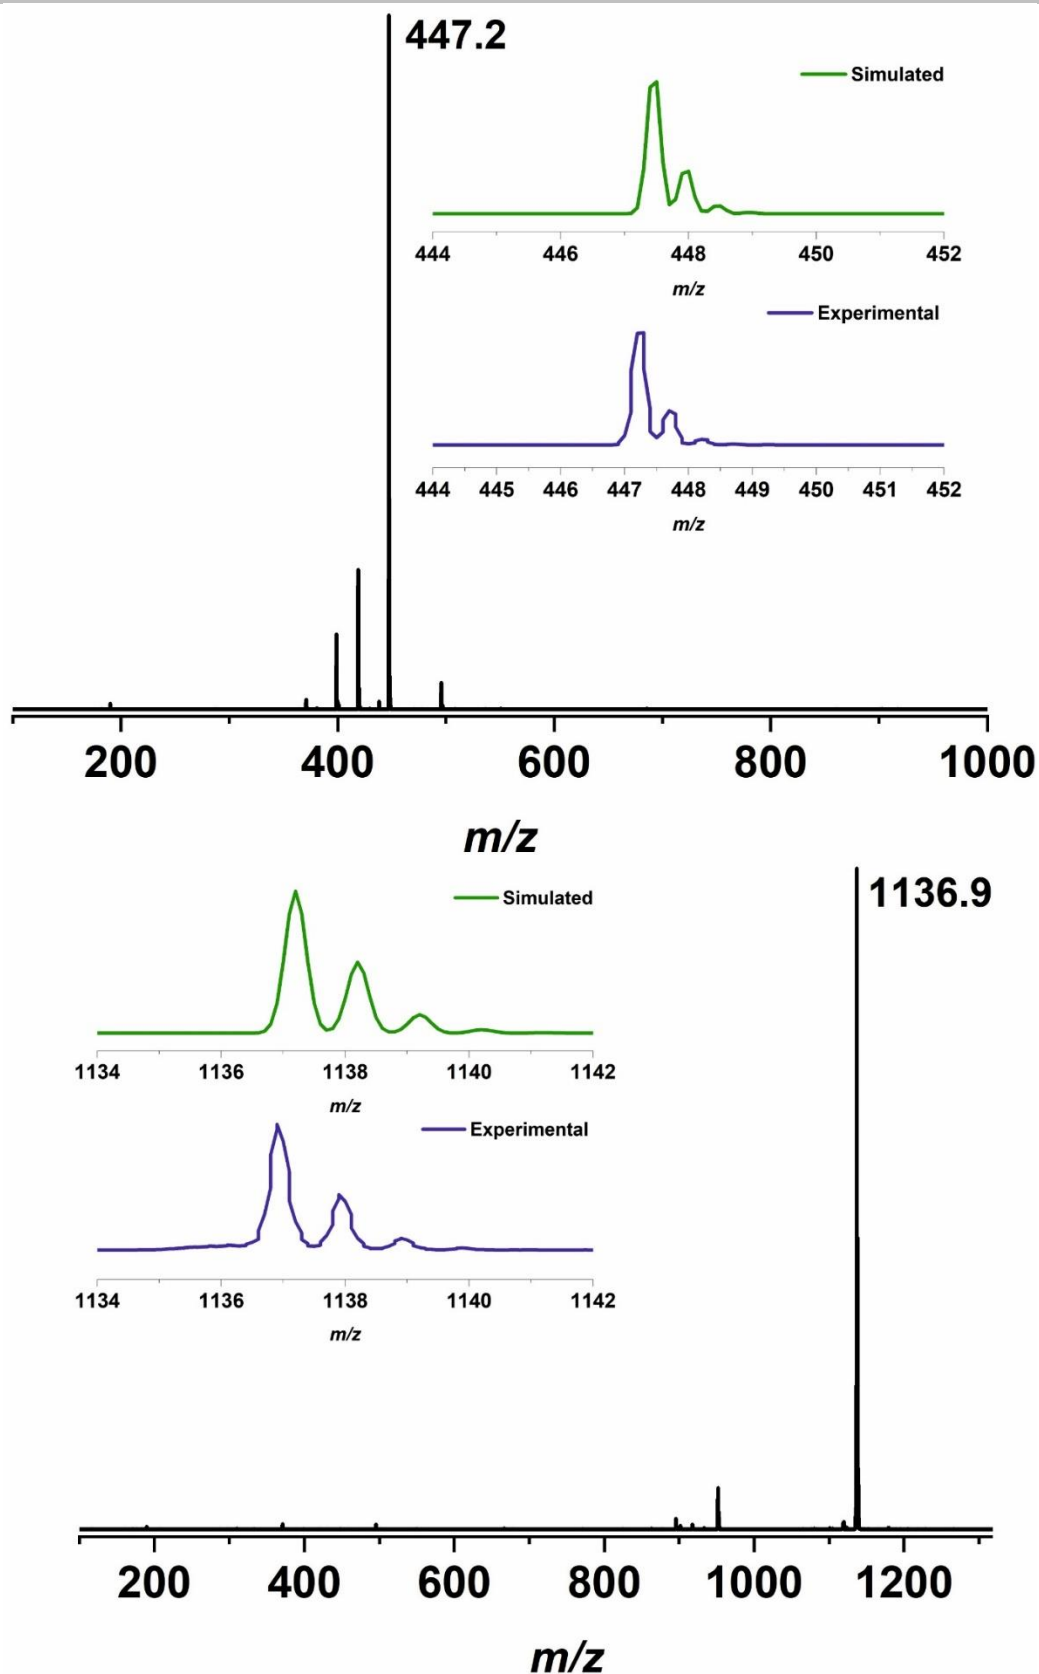 447.2
Simulated
444 446 448 450 452
m/z
Experimental
444 445 446 447 448 449 450 451 452
m/z
200 400 600 800 1000
m/z
1136.9
Simulated
1134 1136 1138 1140 1142
m/z
Experimental
1134 1136 1138 1140 1142
m/z
200 400 600 800 1000 1200
m/z